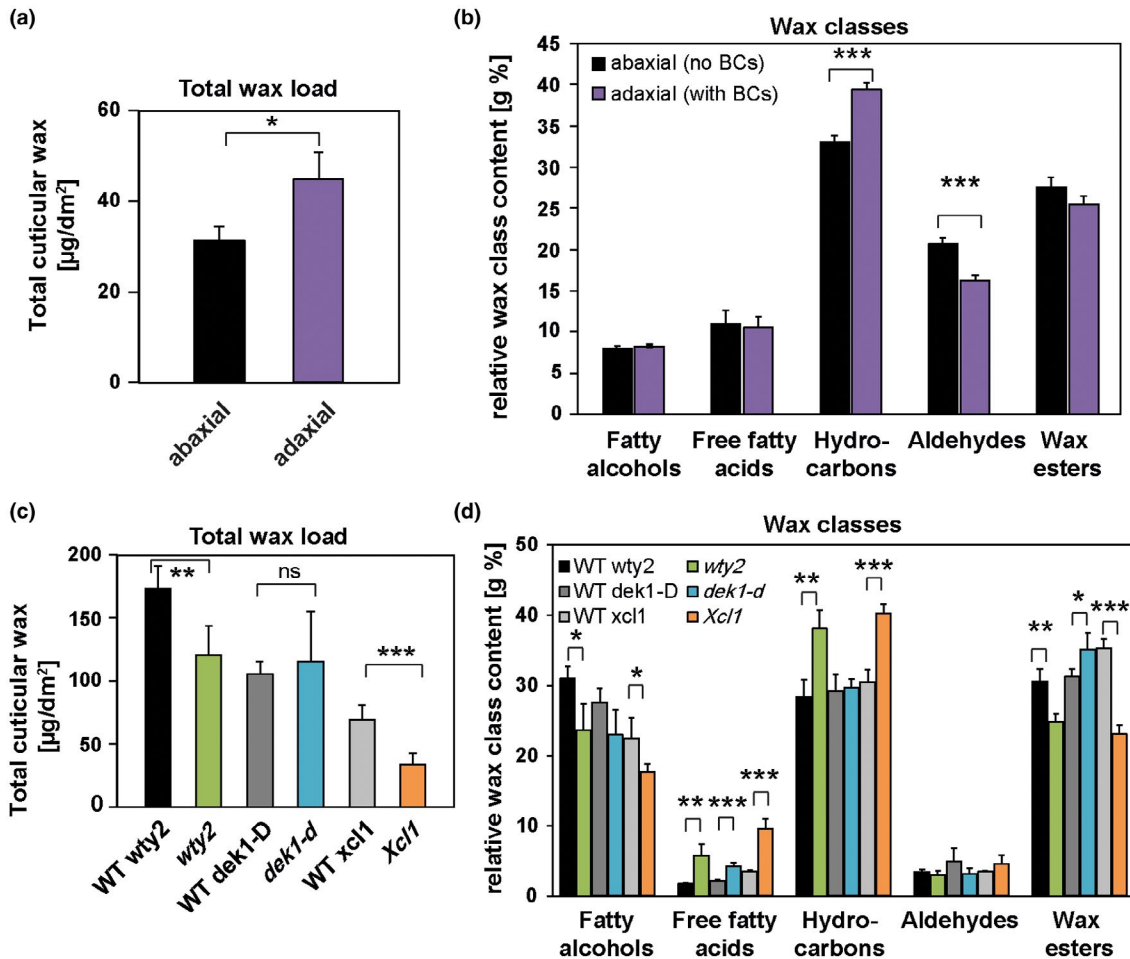 (a)
Total wax load
Total cuticular wax
[µg/dm²]
60
40
20
0
*
abaxial
adaxial
(b)
Wax classes
relative wax class content [g %]
45
40
35
30
25
20
15
10
5
0
abaxial (no BCs)
adaxial (with BCs)
***
***
Fatty
alcohols
Free fatty
acids
Hydro-
carbons
Aldehydes
Wax
esters
(c)
Total wax load
Total cuticular wax
[µg/dm²]
200
150
100
50
0
**
ns
***
WT wty2
wty2
WT dek1-D
dek1-d
WT xcl1
Xcl1
(d)
Wax classes
relative wax class content [g %]
50
40
30
20
10
0
WT wty2
WT dek1-D
WT xcl1
wty2
dek1-d
Xcl1
*
*
**
***
***
**
***
**
*
***
Fatty
alcohols
Free fatty
acids
Hydro-
carbons
Aldehydes
Wax
esters